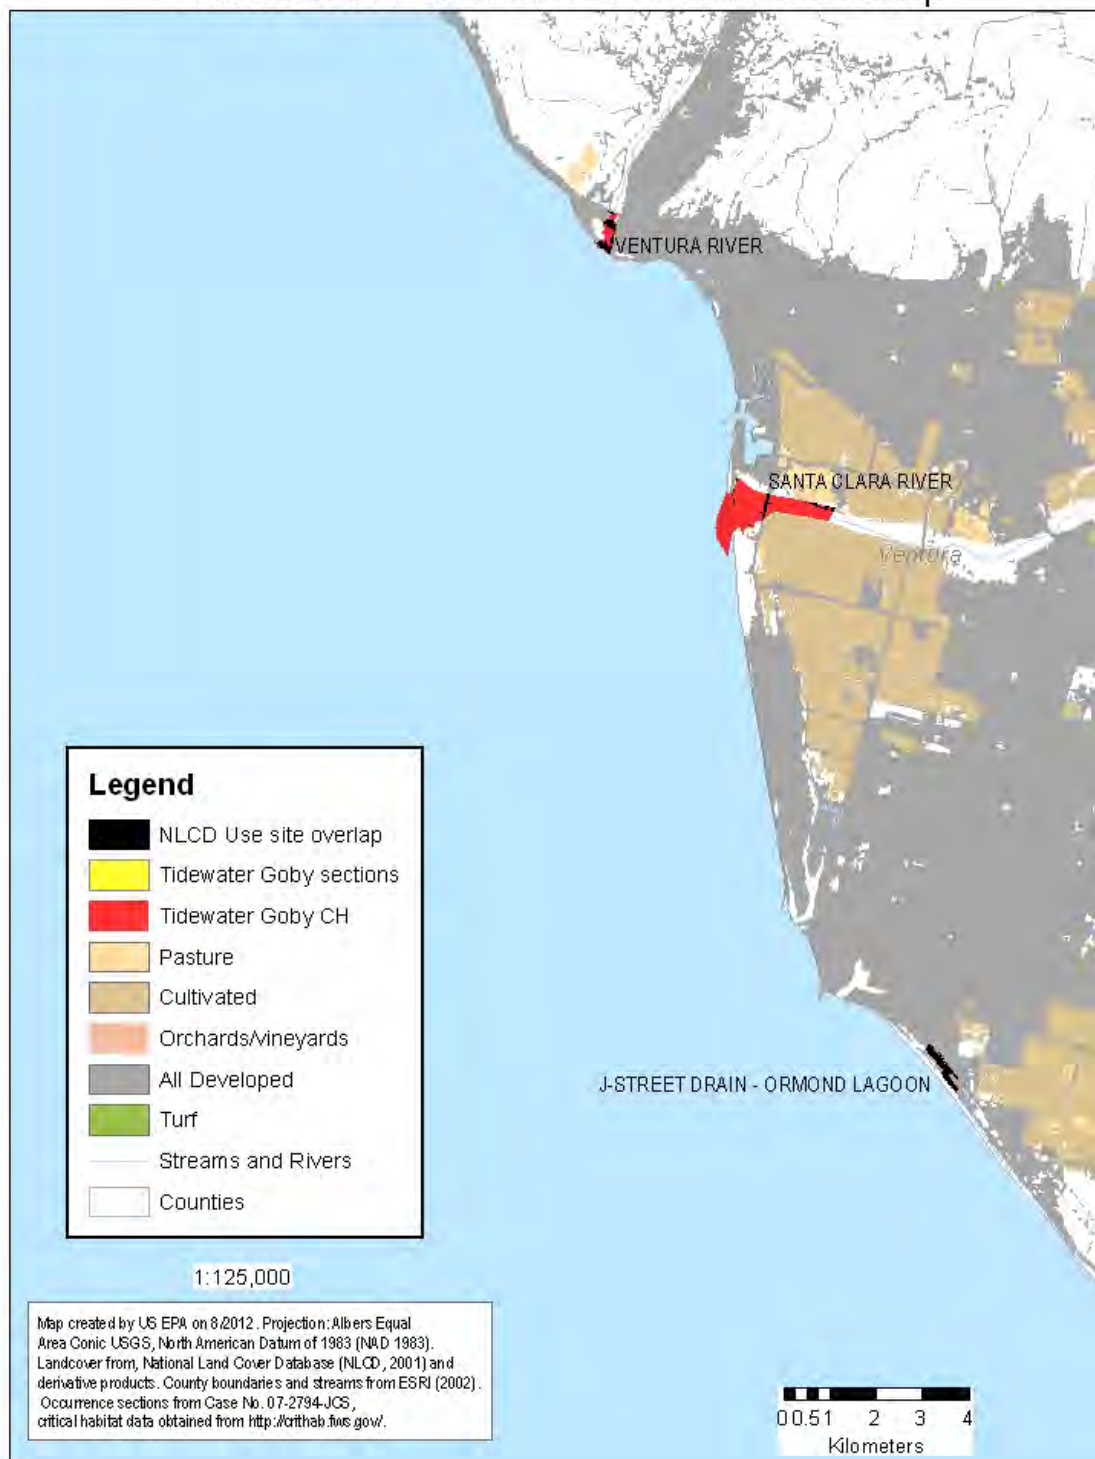 VENTURA RIVER
SANTA CLARA RIVER
Ventura
J-STREET DRAIN - ORMOND LAGOON
Legend
NLCD Use site overlap
Tidewater Goby sections
Tidewater Goby CH
Pasture
Cultivated
Orchards/vineyards
All Developed
Turf
Streams and Rivers
Counties
1:125,000
Map created by US EPA on 8/2012. Projection: Albers Equal
Area Conic USGS, North American Datum of 1983 (NAD 1983).
Landcover from, National Land Cover Database (NLCD, 2001) and
derivative products. County boundaries and streams from ESRI (2002).
Occurrence sections from Case No. 07-2794-JCS,
critical habitat data obtained from http://crithab.fws.gov/.
0 0.5 1 2 3 4
Kilometers